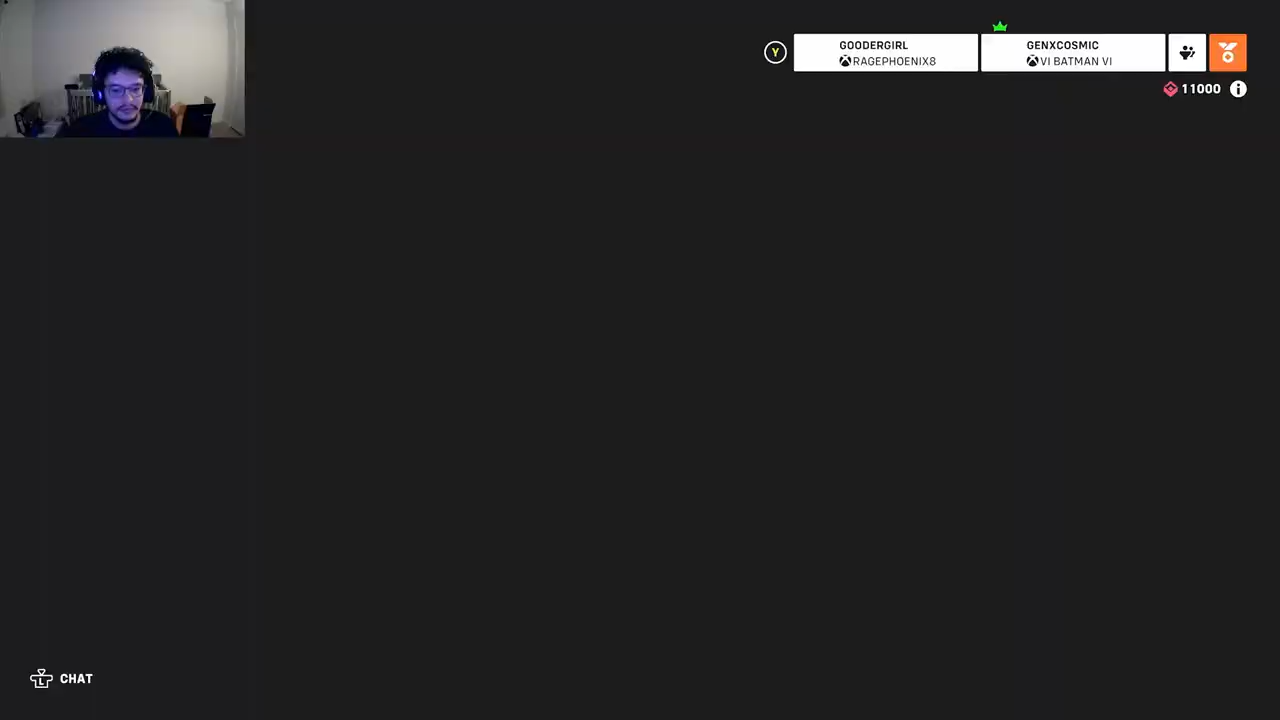 Y
GOODERGIRL
RAGEPHOENIX8
GENXCOSMIC
VI BATMAN VI
11000
L CHAT